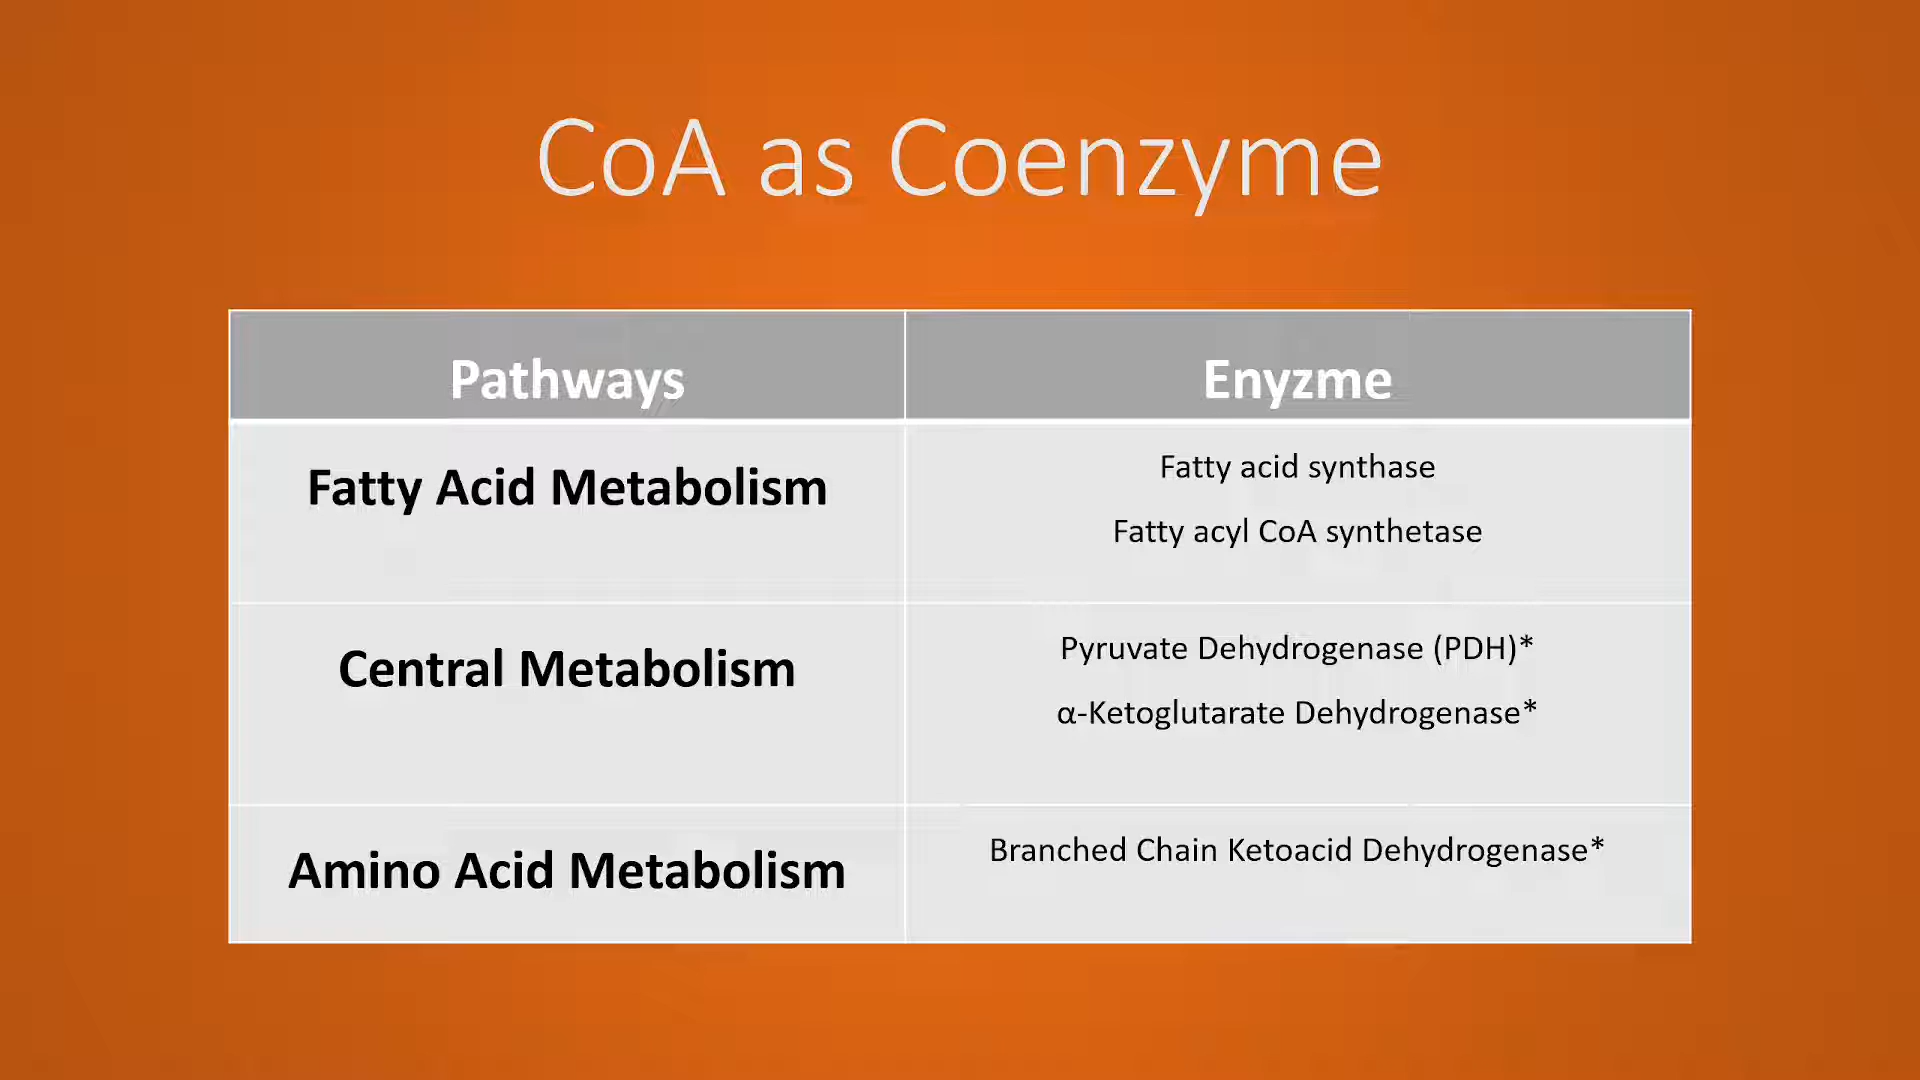 CoA as Coenzyme
Pathways
Enyzme
Fatty Acid Metabolism
Fatty acid synthase
Fatty acyl CoA synthetase
Central Metabolism
Pyruvate Dehydrogenase (PDH)*
α-Ketoglutarate Dehydrogenase*
Amino Acid Metabolism
Branched Chain Ketoacid Dehydrogenase*